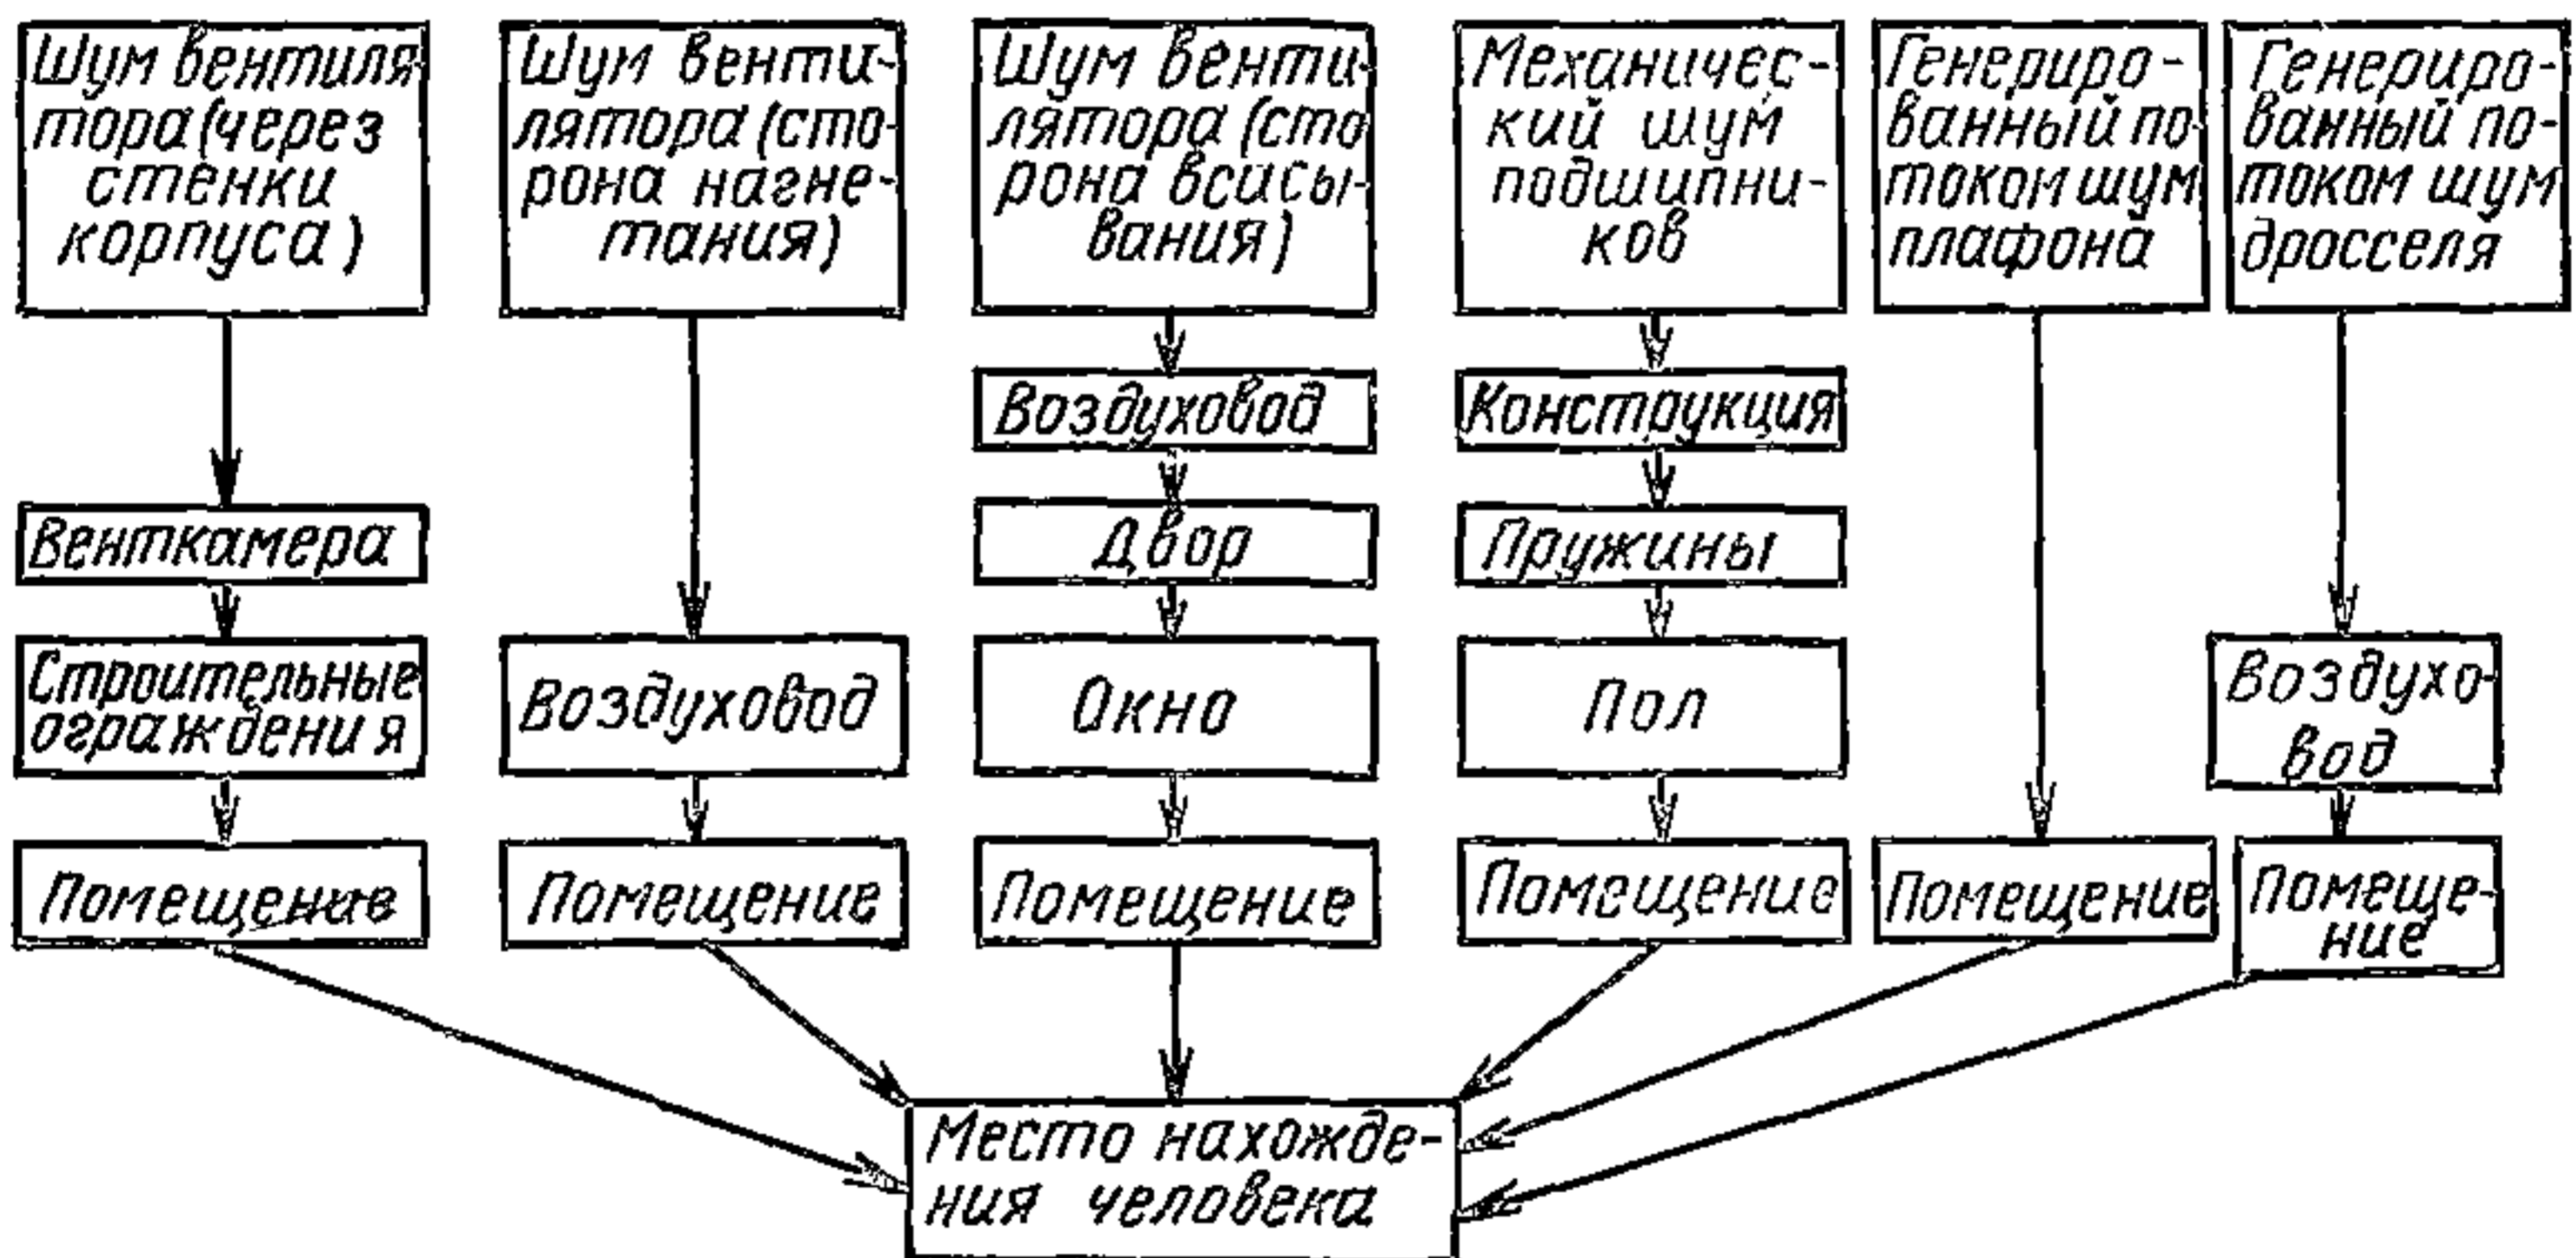 Шум вентиля
тора (через
стенки
корпуса)
Шум венти-
лятора (сто-
рона нагне-
тания)
Шум венти-
лятора (сто
рона всасы-
вания)
Механичес-
кий шум
подшипни-
ков
Генериро-
ванный по-
током шум
плафона
Генериро-
ванный по-
током шум
дросселя
Воздуховод
Конструкция
Венткамера
Двор
Пружины
Строительные
ограждения
Воздуховод
Окно
Пол
Воздухо-
вод
Помещение
Помещение
Помещение
Помещение
Помещение
Помеще-
ние
Место нахожде-
ния человека